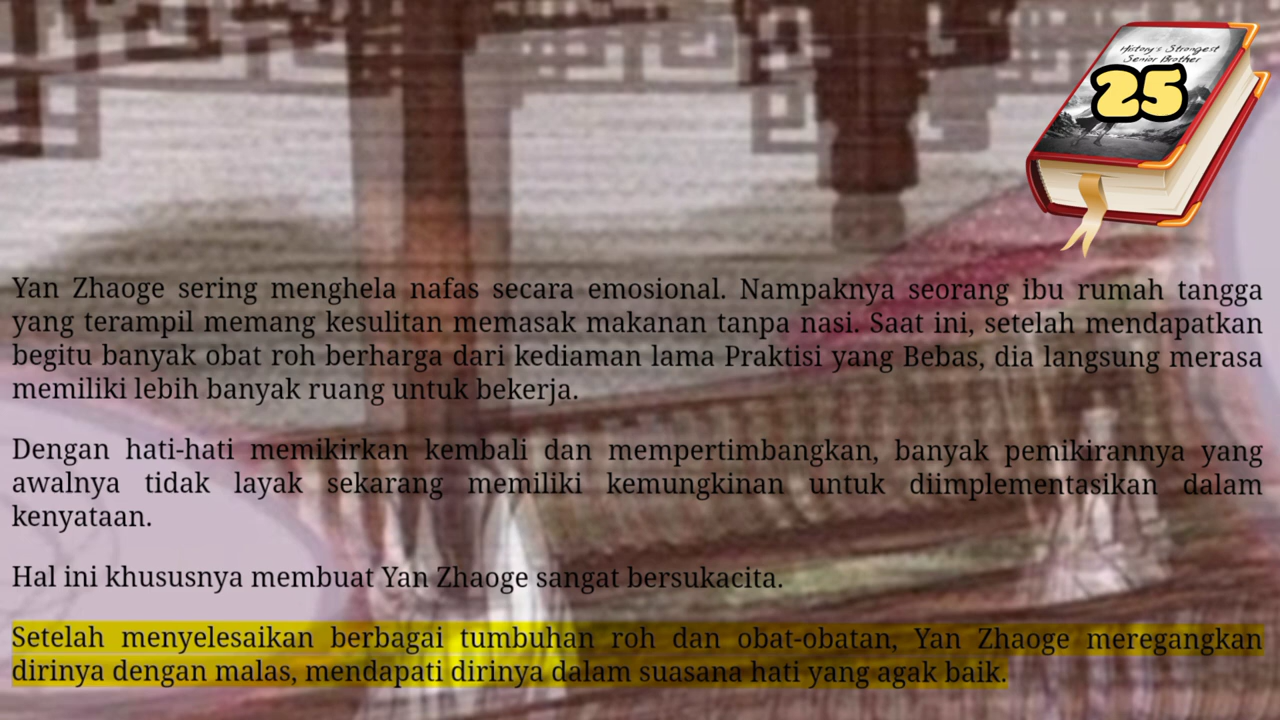 History's Strongest
Senior Brother
25
Yan Zhaoge sering menghela nafas secara emosional. Nampaknya seorang ibu rumah tangga
yang terampil memang kesulitan memasak makanan tanpa nasi. Saat ini, setelah mendapatkan
begitu banyak obat roh berharga dari kediaman lama Praktisi yang Bebas, dia langsung merasa
memiliki lebih banyak ruang untuk bekerja.
Dengan hati-hati memikirkan kembali dan mempertimbangkan, banyak pemikirannya yang
awalnya tidak layak sekarang memiliki kemungkinan untuk diimplementasikan dalam
kenyataan.
Hal ini khususnya membuat Yan Zhaoge sangat bersukacita.
Setelah menyelesaikan berbagai tumbuhan roh dan obat-obatan, Yan Zhaoge meregangkan
dirinya dengan malas, mendapati dirinya dalam suasana hati yang agak baik.